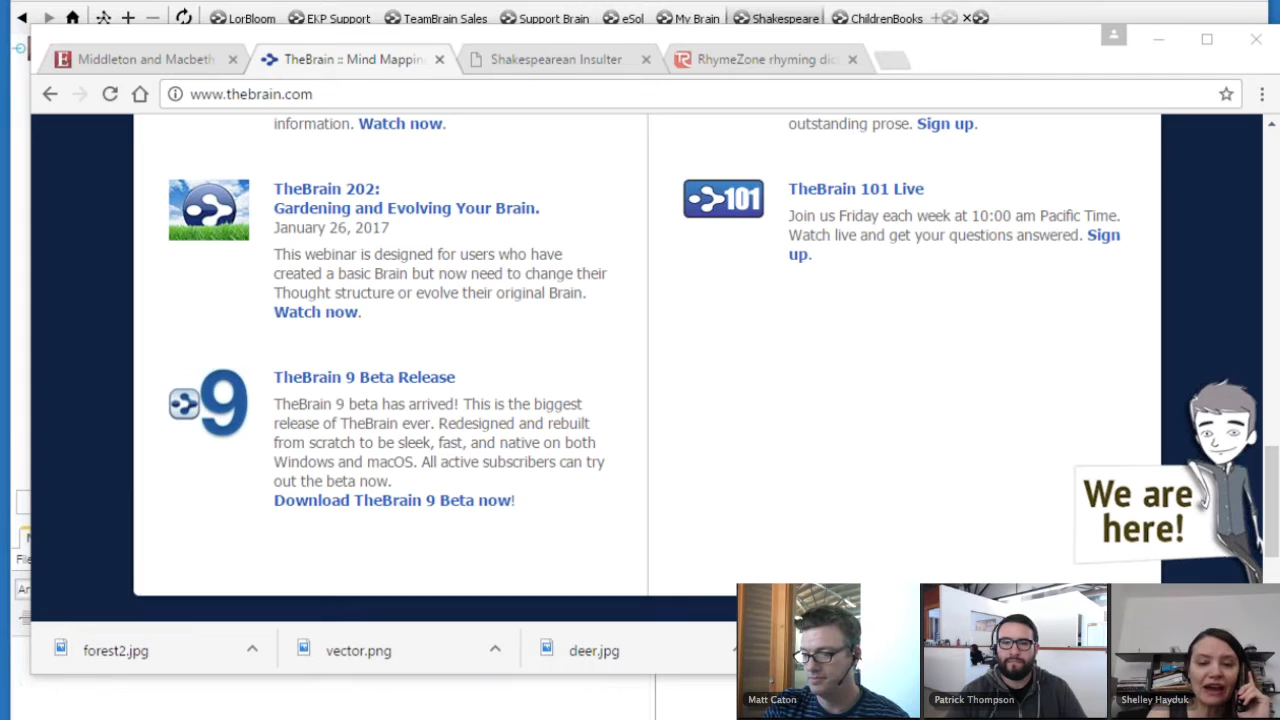 LorBloom
EKP Support
TeamBrain Sales
Support Brain
eSol
My Brain
Shakespeare
ChildrenBooks
Middleton and Macbeth
TheBrain :: Mind Mappin
Shakespearean Insulter
RhymeZone rhyming dic
www.thebrain.com
information. Watch now.
TheBrain 202:
Gardening and Evolving Your Brain.
January 26, 2017
This webinar is designed for users who have
created a basic Brain but now need to change their
Thought structure or evolve their original Brain.
Watch now.
9
TheBrain 9 Beta Release
TheBrain 9 beta has arrived! This is the biggest
release of TheBrain ever. Redesigned and rebuilt
from scratch to be sleek, fast, and native on both
Windows and macOS. All active subscribers can try
out the beta now.
Download TheBrain 9 Beta now!
outstanding prose. Sign up.
101
TheBrain 101 Live
Join us Friday each week at 10:00 am Pacific Time.
Watch live and get your questions answered. Sign
up.
We are
here!
forest2.jpg
vector.png
deer.jpg
Matt Caton
Patrick Thompson
Shelley Hayduk